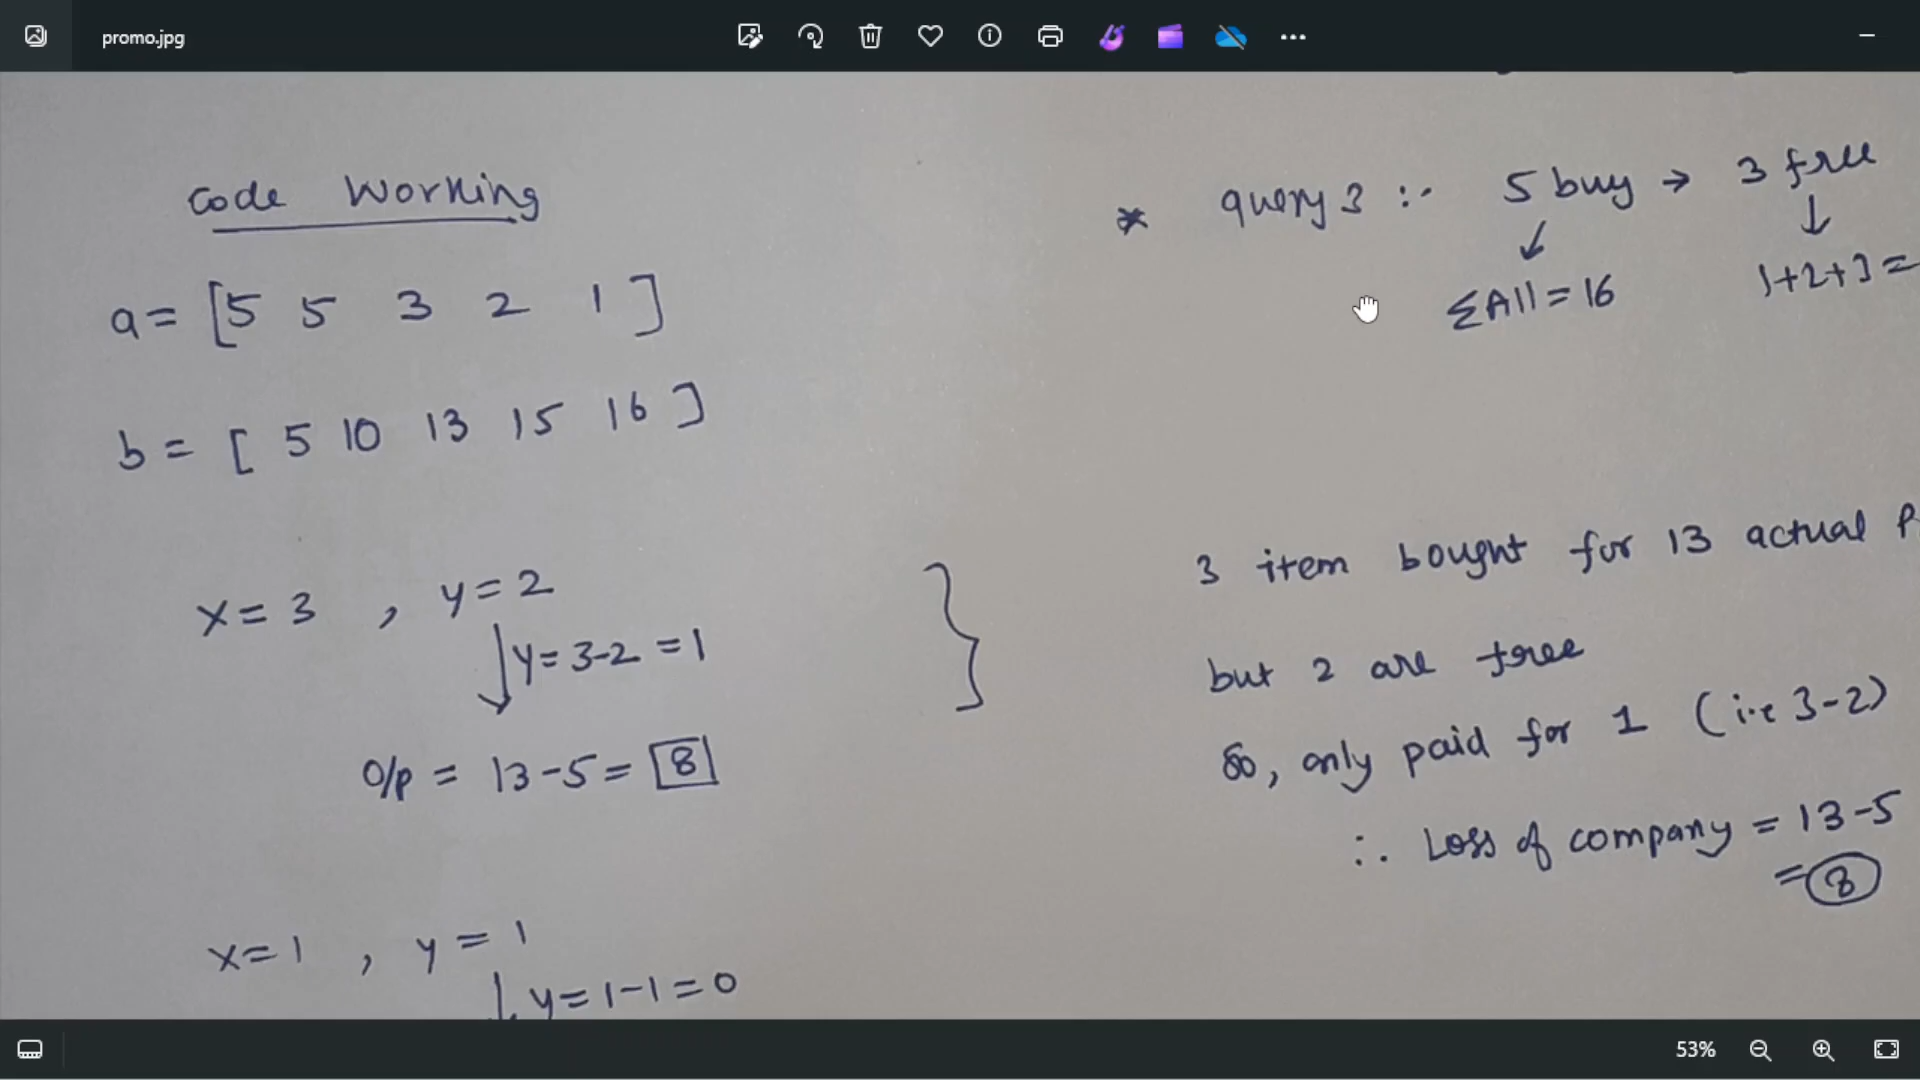 promo.jpg
Code Working
a = [5 5 3 2 1]
b = [ 5 10 13 15 16 ]
x = 3 , y = 2
y = 3-2 = 1
O/p = 13-5 = 8
x = 1 , y = 1
y = 1-1 = 0
* query 3 :- 5 buy → 3 free
ΣAll = 16 1+2+3 =
3 item bought for 13 actual
but 2 are free
So, only paid for 1 (i.e 3-2)
∴ Loss of company = 13-5
= 8
53%